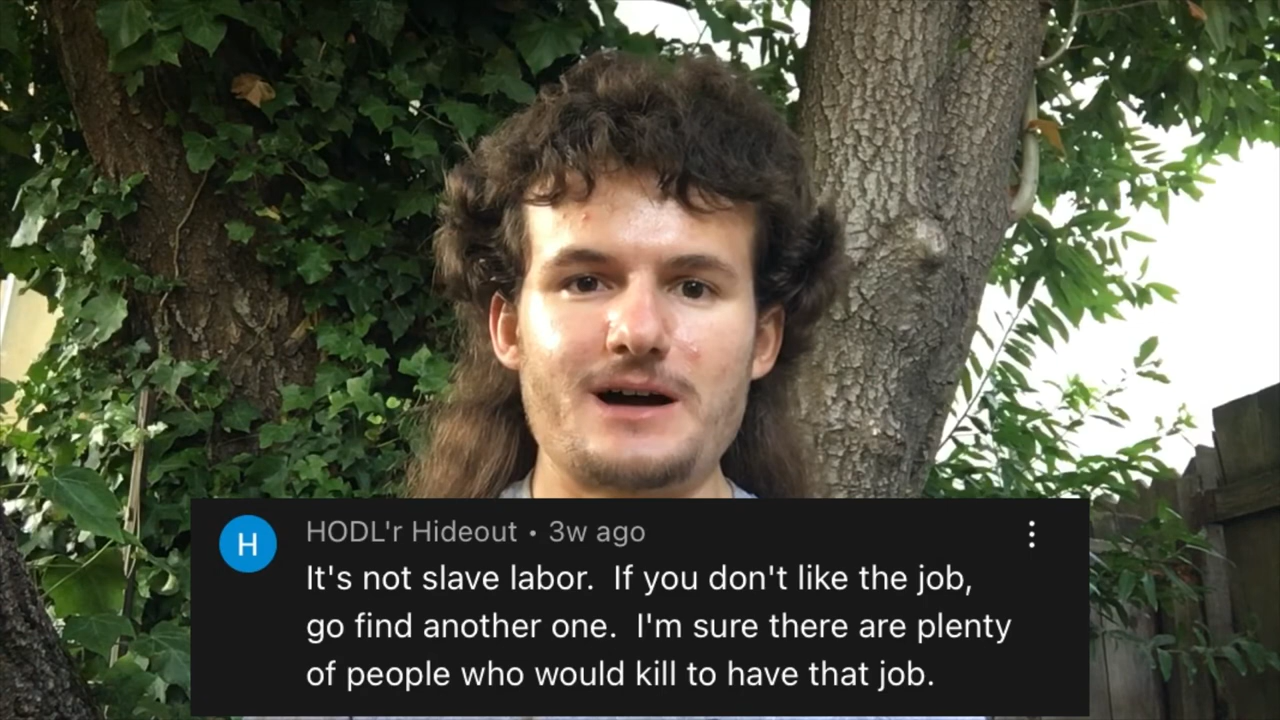 H
HODL'r Hideout • 3w ago
It's not slave labor.  If you don't like the job,
go find another one.  I'm sure there are plenty
of people who would kill to have that job.